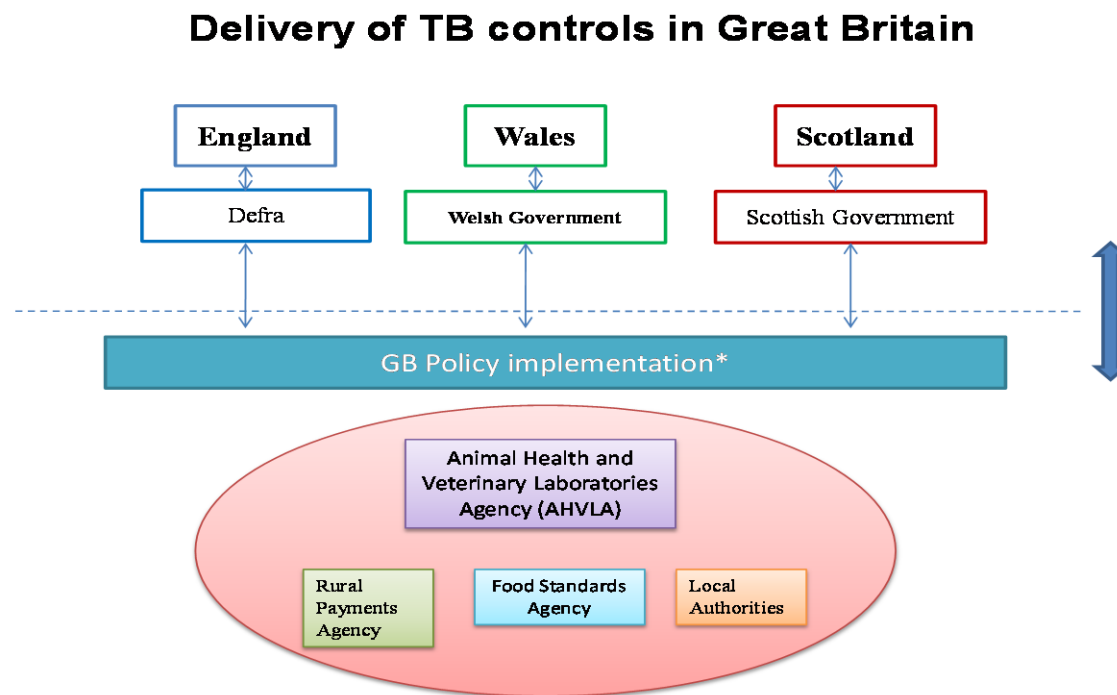 Delivery of TB controls in Great Britain
England
Wales
Scotland
Defra
Welsh Government
Scottish Government
GB Policy implementation*
Animal Health and
Veterinary Laboratories
Agency (AHVLA)
Rural
Payments
Agency
Food Standards
Agency
Local
Authorities